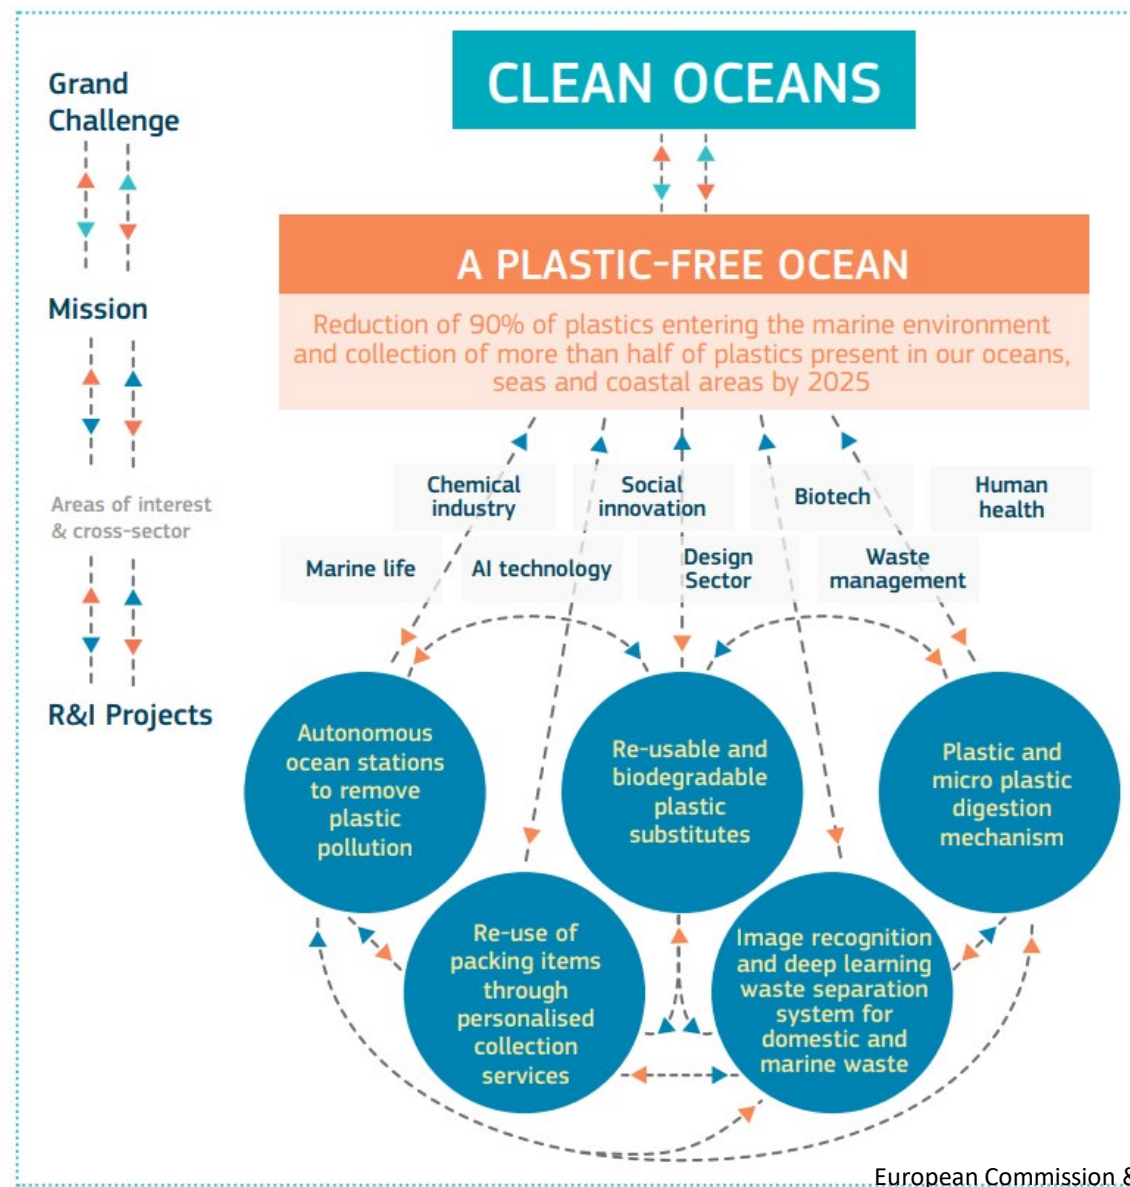 CLEAN OCEANS
Grand
Challenge
A PLASTIC-FREE OCEAN
Mission
Reduction of 90% of plastics entering the marine environment
and collection of more than half of plastics present in our oceans,
seas and coastal areas by 2025
Areas of interest
& cross-sector
Chemical
industry
Social
innovation
Biotech
Human
health
Marine life
AI technology
Design
Sector
Waste
management
R&I Projects
Autonomous
ocean stations
to remove
plastic
pollution
Re-usable and
biodegradable
plastic
substitutes
Plastic and
micro plastic
digestion
mechanism
Re-use of
packing items
through
personalised
collection
services
Image recognition
and deep learning
waste separation
system for
domestic and
marine waste
European Commission &